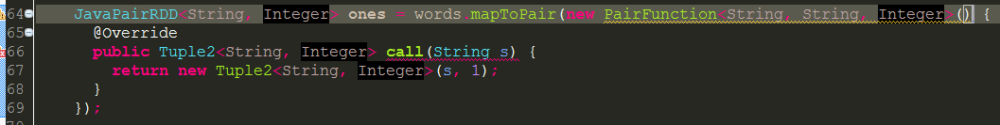 64 JavaPairRDD<String, Integer> ones = words.mapToPair(new PairFunction<String, String, Integer>() {
65 @Override
66 public Tuple2<String, Integer> call(String s) {
67 return new Tuple2<String, Integer>(s, 1);
68 }
69 });